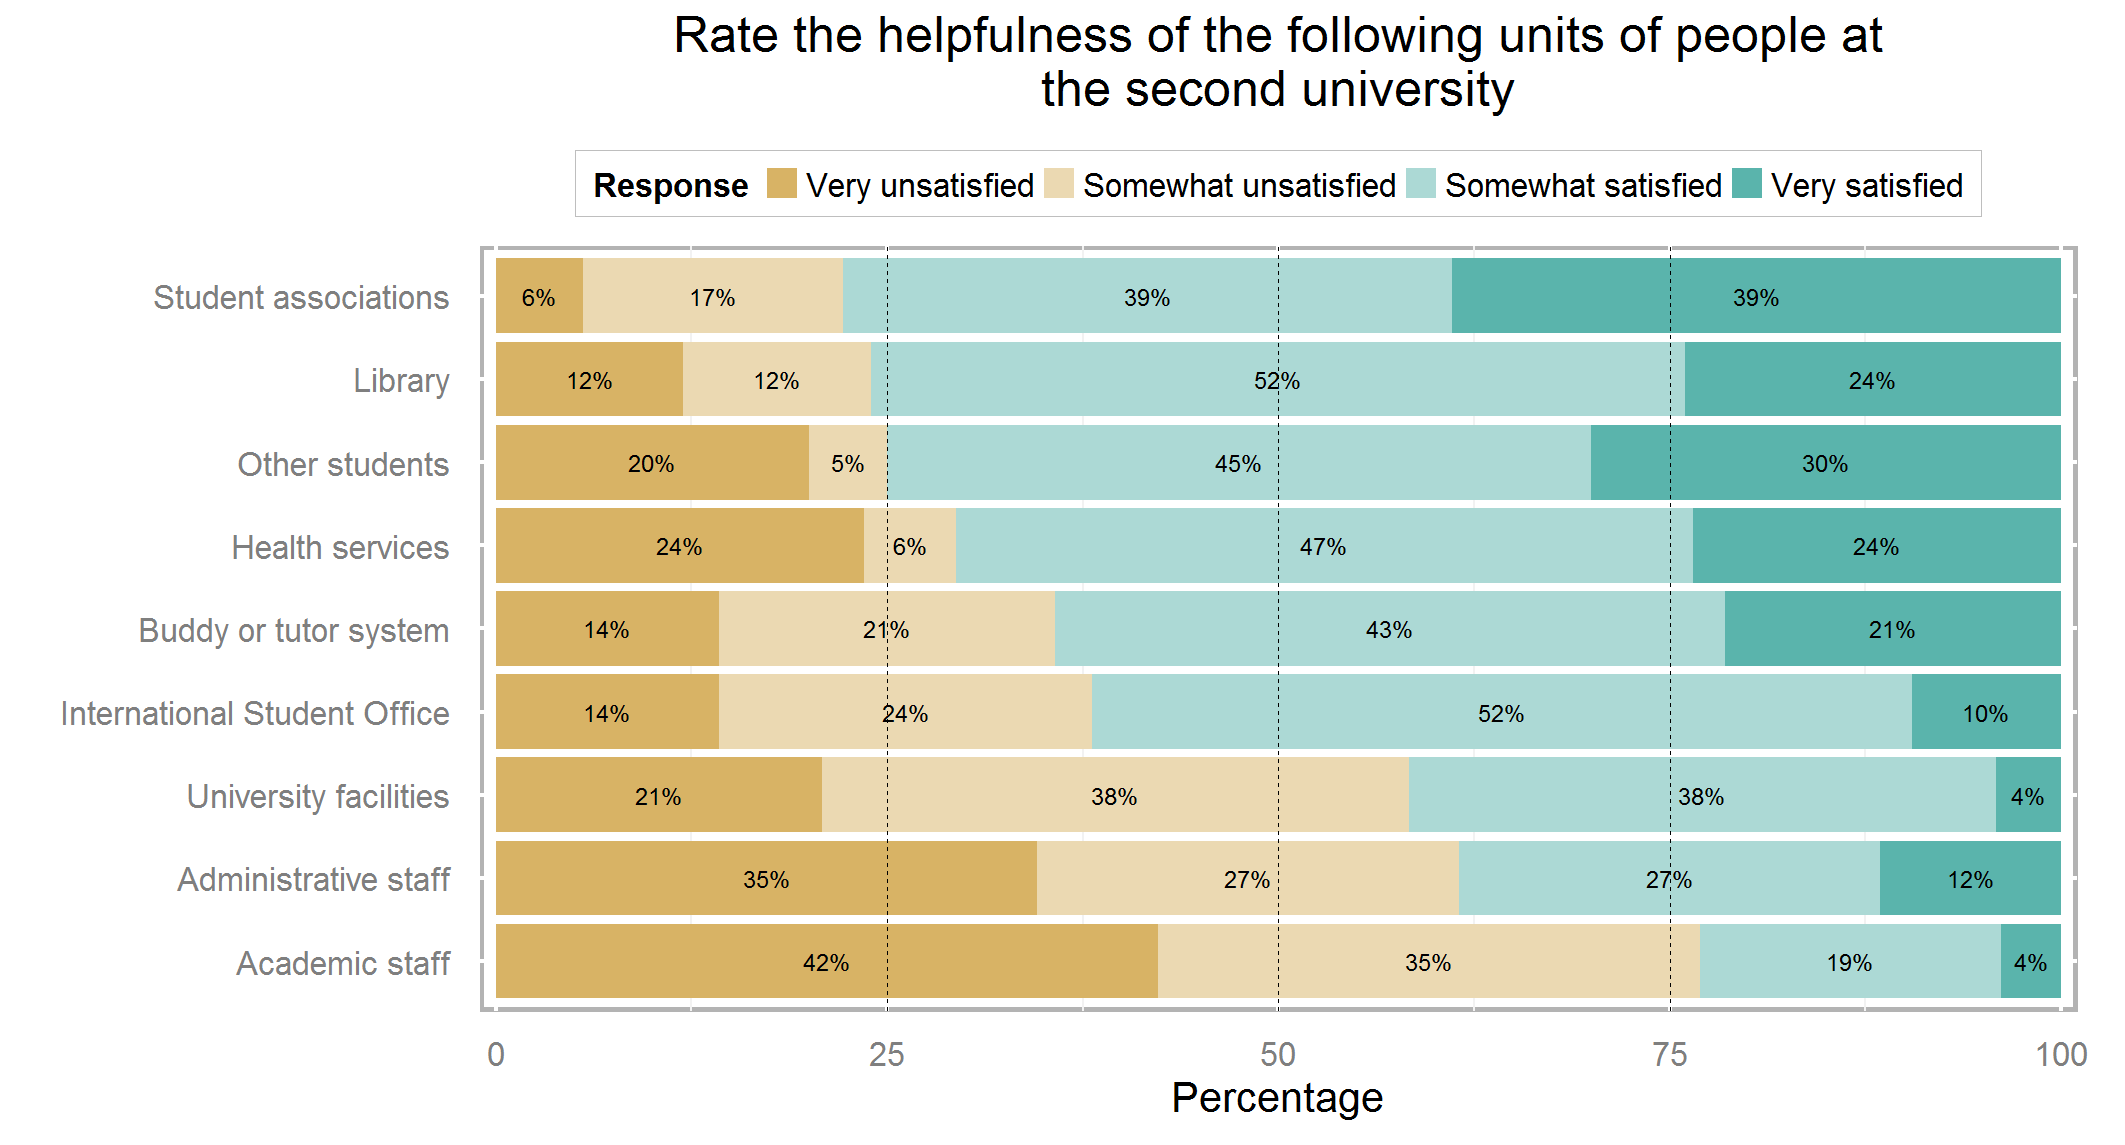 Rate the helpfulness of the following units of people at
the second university
Response Very unsatisfied Somewhat unsatisfied Somewhat satisfied Very satisfied
Student associations 6% 17% 39% 39%
Library 12% 12% 52% 24%
Other students 20% 5% 45% 30%
Health services 24% 6% 47% 24%
Buddy or tutor system 14% 21% 43% 21%
International Student Office 14% 24% 52% 10%
University facilities 21% 38% 38% 4%
Administrative staff 35% 27% 27% 12%
Academic staff 42% 35% 19% 4%
0 25 50 75 100
Percentage